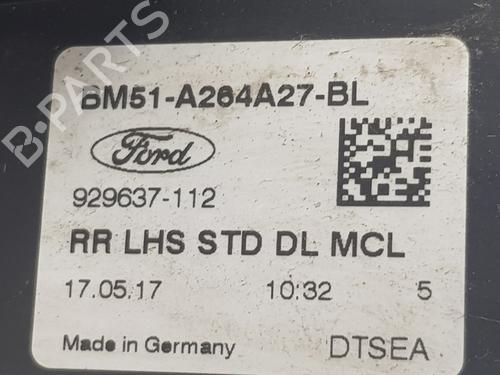 BM51-A264A27-BL
Ford
929637-112
RR LHS STD DL MCL
17.05.17 10:32 5
Made in Germany DTSEA
B-PARTS